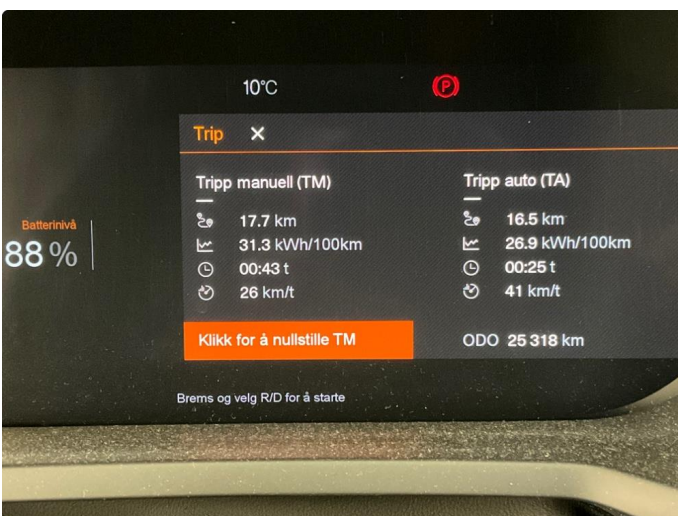 10°C
(P)
Trip ×
Tripp manuell (TM)
Tripp auto (TA)
Batterinivå
88 %
17.7 km
31.3 kWh/100km
00:43 t
26 km/t
16.5 km
26.9 kWh/100km
00:25 t
41 km/t
Klikk for å nullstille TM
ODO 25 318 km
Brems og velg R/D for å starte